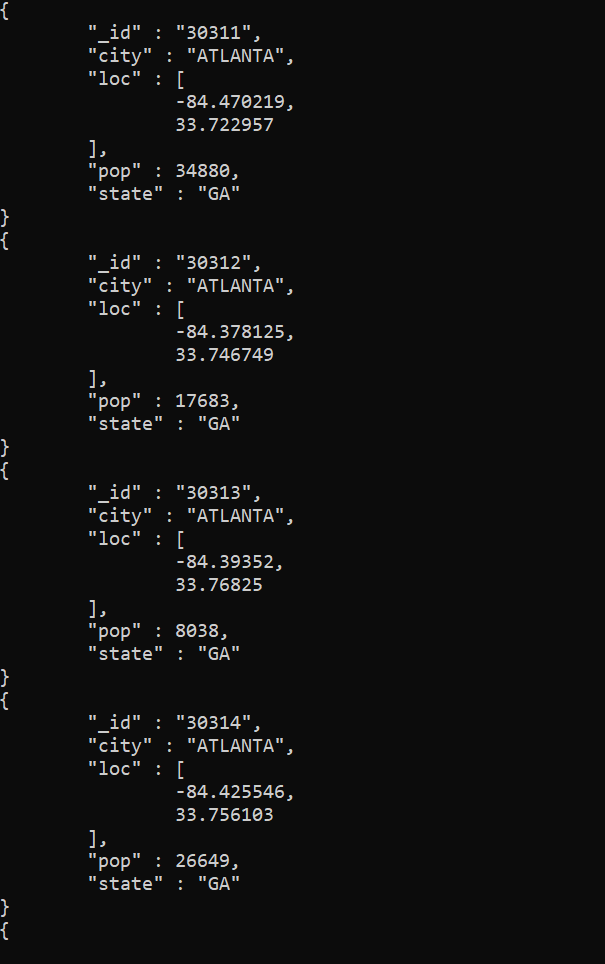 {
"_id" : "30311",
"city" : "ATLANTA",
"loc" : [
-84.470219,
33.722957
],
"pop" : 34880,
"state" : "GA"
}
{
"_id" : "30312",
"city" : "ATLANTA",
"loc" : [
-84.378125,
33.746749
],
"pop" : 17683,
"state" : "GA"
}
{
"_id" : "30313",
"city" : "ATLANTA",
"loc" : [
-84.39352,
33.76825
],
"pop" : 8038,
"state" : "GA"
}
{
"_id" : "30314",
"city" : "ATLANTA",
"loc" : [
-84.425546,
33.756103
],
"pop" : 26649,
"state" : "GA"
}
{